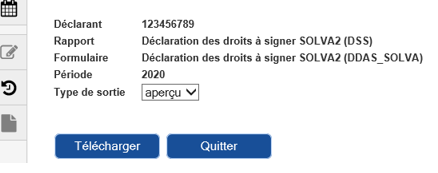 Déclarant 123456789
Rapport Déclaration des droits à signer SOLVA2 (DSS)
Formulaire Déclaration des droits à signer SOLVA2 (DDAS_SOLVA)
Période 2020
Type de sortie aperçu
Télécharger Quitter